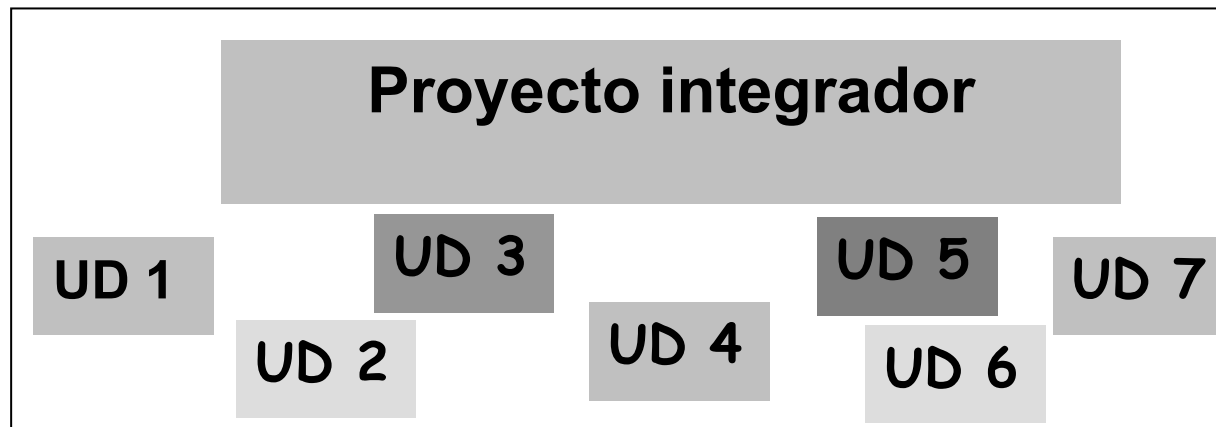 Proyecto integrador
UD 1
UD 2
UD 3
UD 4
UD 5
UD 6
UD 7